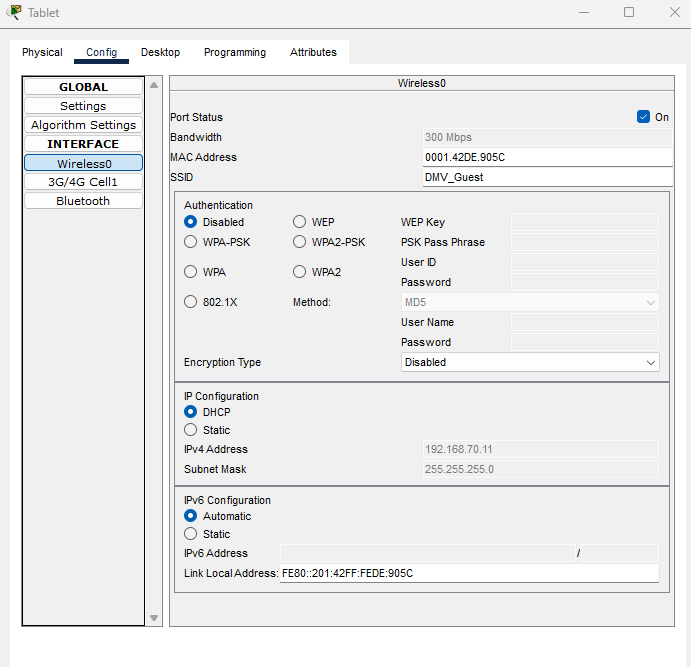 Tablet
Physical Config Desktop Programming Attributes
GLOBAL
Settings
Algorithm Settings
INTERFACE
Wireless0
3G/4G Cell1
Bluetooth
Wireless0
Port Status On
Bandwidth 300 Mbps
MAC Address 0001.42DE.905C
SSID DMV_Guest
Authentication
Disabled WEP WEP Key
WPA-PSK WPA2-PSK PSK Pass Phrase
User ID
WPA WPA2
Password
802.1X Method: MD5
User Name
Password
Encryption Type Disabled
IP Configuration
DHCP
Static
IPv4 Address 192.168.70.11
Subnet Mask 255.255.255.0
IPv6 Configuration
Automatic
Static
IPv6 Address /
Link Local Address: FE80::201:42FF:FEDE:905C